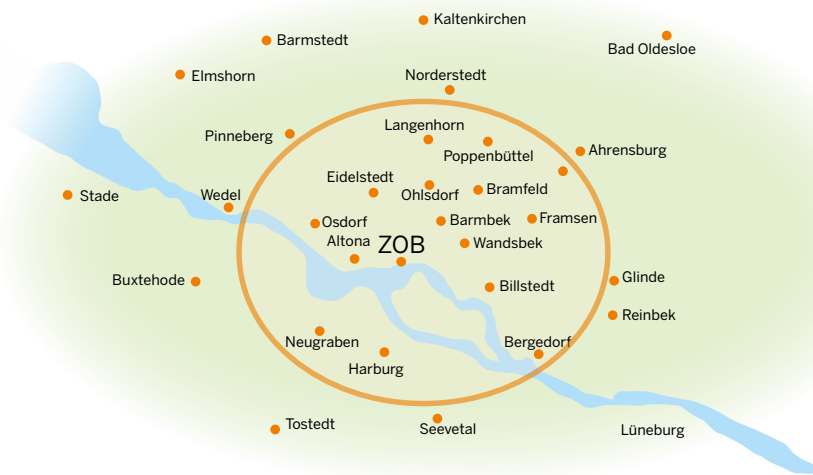 Kaltenkirchen
Barmstedt
Bad Oldesloe
Elmshorn
Norderstedt
Langenhorn
Pinneberg
Poppenbüttel
Ahrensburg
Eidelstedt
Ohlsdorf
Bramfeld
Stade
Wedel
Osdorf
Barmbek
Framsen
Altona
ZOB
Wandsbek
Buxtehode
Billstedt
Glinde
Reinbek
Neugraben
Bergedorf
Harburg
Tostedt
Seevetal
Lüneburg